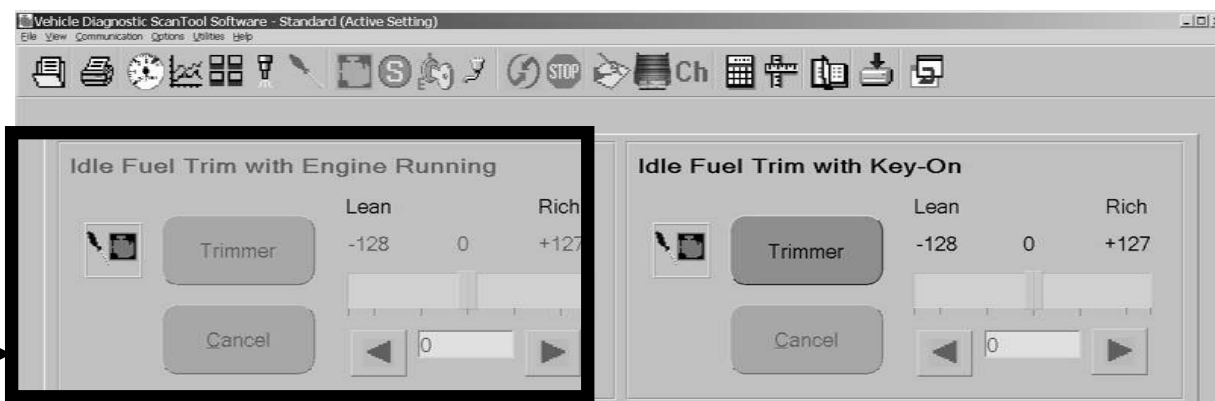 Vehicle Diagnostic ScanTool Software - Standard (Active Setting)
File View Communication Options Utilities Help
S STOP Ch
Idle Fuel Trim with Engine Running
Lean Rich
Trimmer -128 0 +127
Cancel 0
Idle Fuel Trim with Key-On
Lean Rich
Trimmer -128 0 +127
Cancel 0